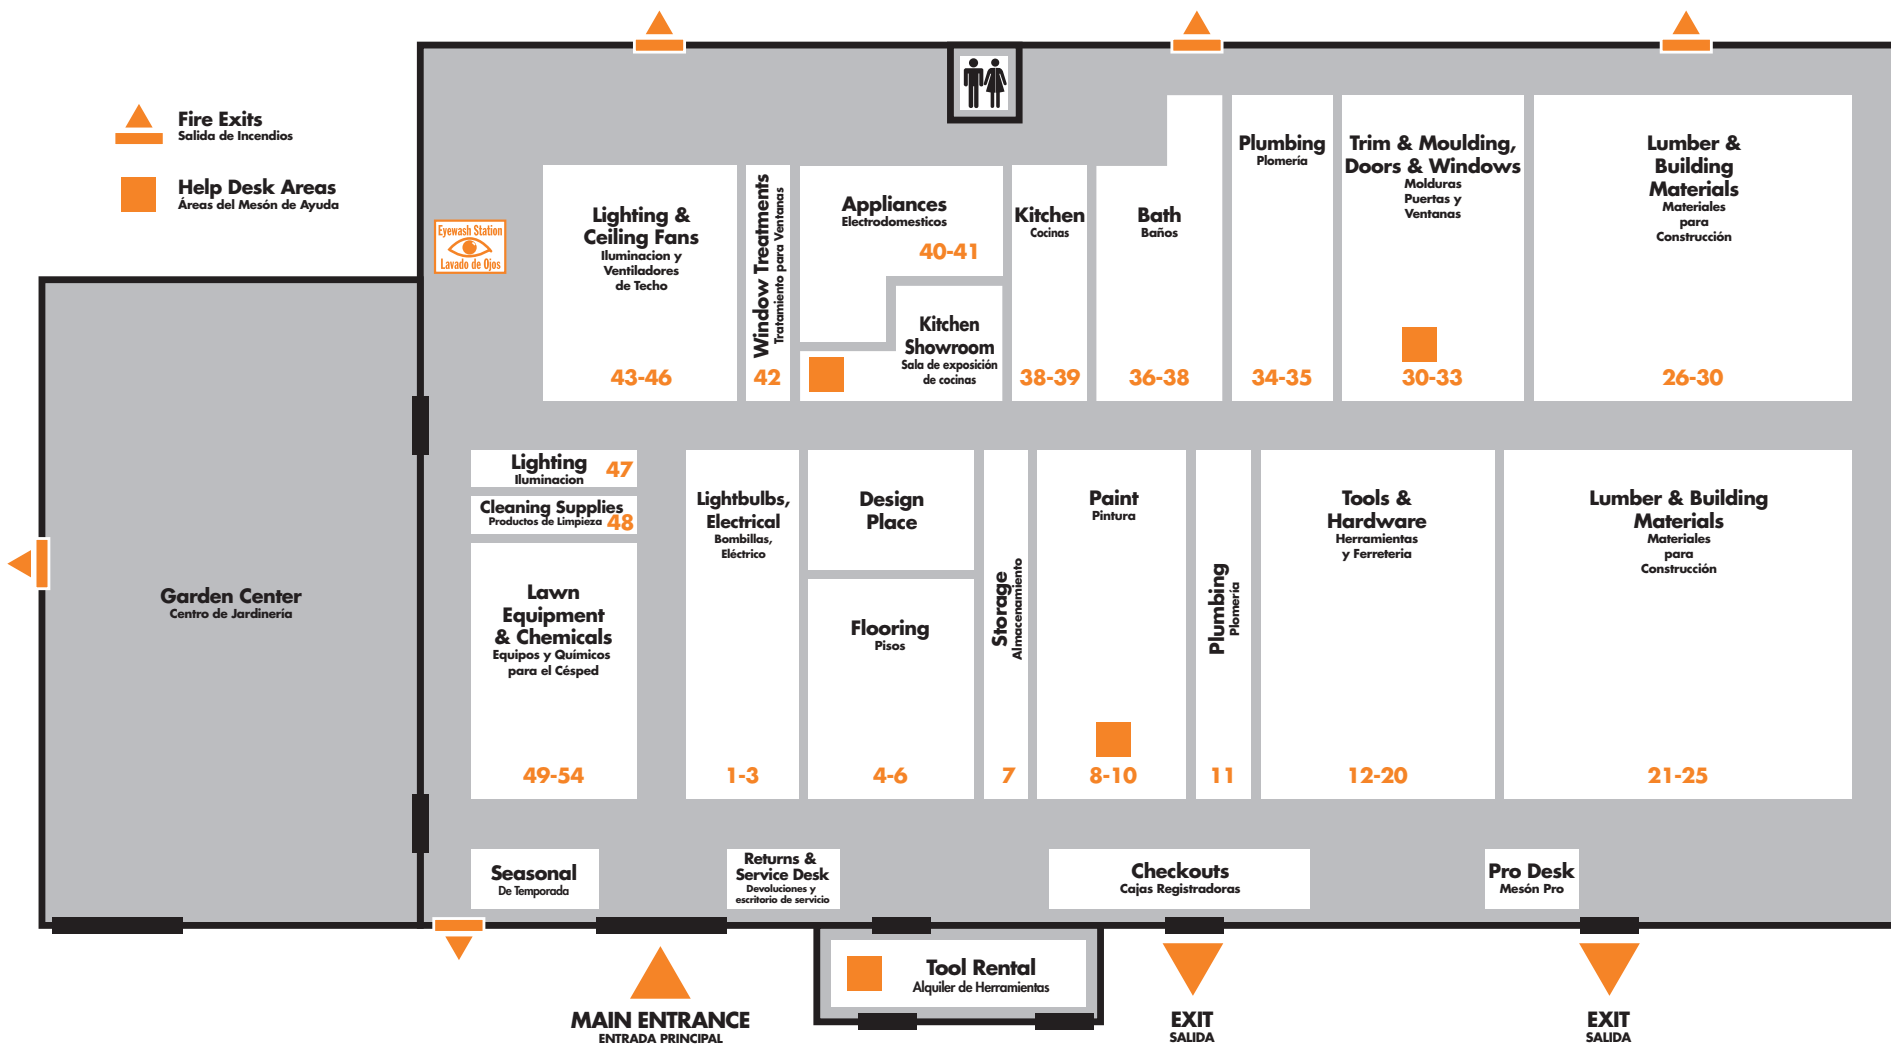 Fire Exits
Salida de Incendios
Help Desk Areas
Áreas del Mesón de Ayuda
Eyewash Station
Lavado de Ojos
Lighting &
Ceiling Fans
Iluminacion y
Ventiladores
de Techo
43-46
Window Treatments
Tratamiento para Ventanas
42
Appliances
Electrodomesticos
40-41
Kitchen
Showroom
Sala de exposición
de cocinas
Kitchen
Cocinas
38-39
Bath
Baños
36-38
Plumbing
Plomería
34-35
Trim & Moulding,
Doors & Windows
Molduras
Puertas y
Ventanas
30-33
Lumber &
Building
Materials
Materiales
para
Construcción
26-30
Garden Center
Centro de Jardinería
Lighting
Iluminacion
47
Cleaning Supplies
Productos de Limpieza
48
Lawn
Equipment
& Chemicals
Equipos y Químicos
para el Césped
49-54
Lightbulbs,
Electrical
Bombillas,
Eléctrico
1-3
Design
Place
Flooring
Pisos
4-6
Storage
Almacenamiento
7
Paint
Pintura
8-10
Plumbing
Plomería
11
Tools &
Hardware
Herramientas
y Ferreteria
12-20
Lumber & Building
Materials
Materiales
para
Construcción
21-25
Seasonal
De Temporada
Returns &
Service Desk
Devoluciones y
escritorio de servicio
Checkouts
Cajas Registradoras
Pro Desk
Mesón Pro
Tool Rental
Alquiler de Herramientas
MAIN ENTRANCE
ENTRADA PRINCIPAL
EXIT
SALIDA
EXIT
SALIDA